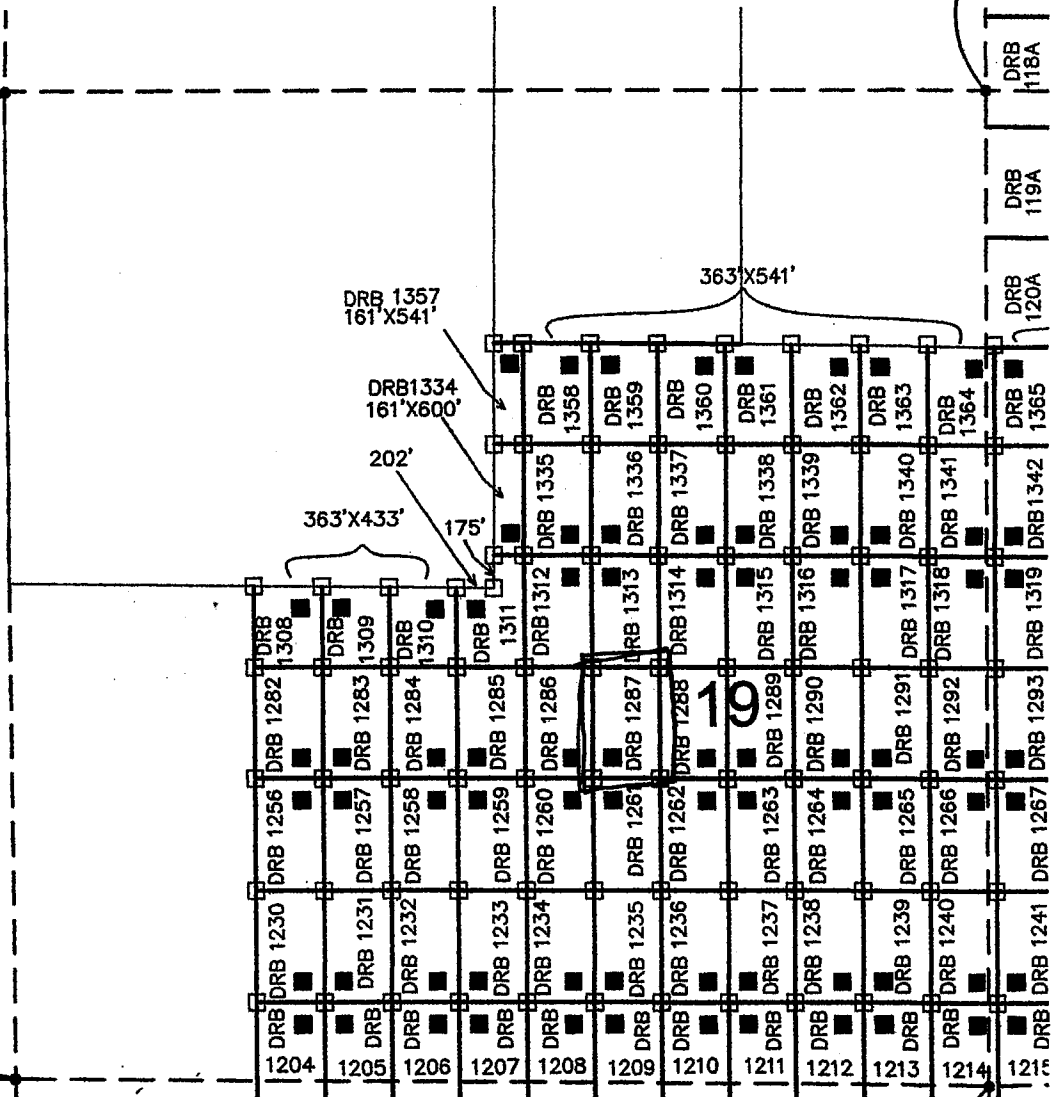 DRB
118A
DRB
119A
DRB
120A
363'X541'
DRB 1357
161'X541'
DRB1334
161'X600'
202'
363'X433'
175'
DRB
1358
DRB
1359
DRB
1360
DRB
1361
DRB
1362
DRB
1363
DRB
1364
DRB
1365
DRB 1335
DRB 1336
DRB 1337
DRB 1338
DRB 1339
DRB 1340
DRB 1341
DRB1342
DRB
1308
DRB
1309
DRB
1310
DRB
1311
DRB 1312
DRB 1313
DRB 1314
DRB 1315
DRB 1316
DRB 1317
DRB 1318
DRB 1319
DRB 1282
DRB 1283
DRB 1284
DRB 1285
DRB 1286
DRB 1287
DRB 1288
19
DRB 1289
DRB 1290
DRB 1291
DRB 1292
DRB 1293
DRB 1256
DRB 1257
DRB 1258
DRB 1259
DRB 1260
DRB 1261
DRB 1262
DRB 1263
DRB 1264
DRB 1265
DRB 1266
DRB 1267
DRB 1230
DRB 1231
DRB 1232
DRB 1233
DRB 1234
DRB 1235
DRB 1236
DRB 1237
DRB 1238
DRB 1239
DRB 1240
DRB 1241
DRB
1204
DRB
1205
DRB
1206
DRB
1207
DRB
1208
DRB
1209
DRB
1210
DRB
1211
DRB
1212
DRB
1213
DRB
1214
DRB
1215